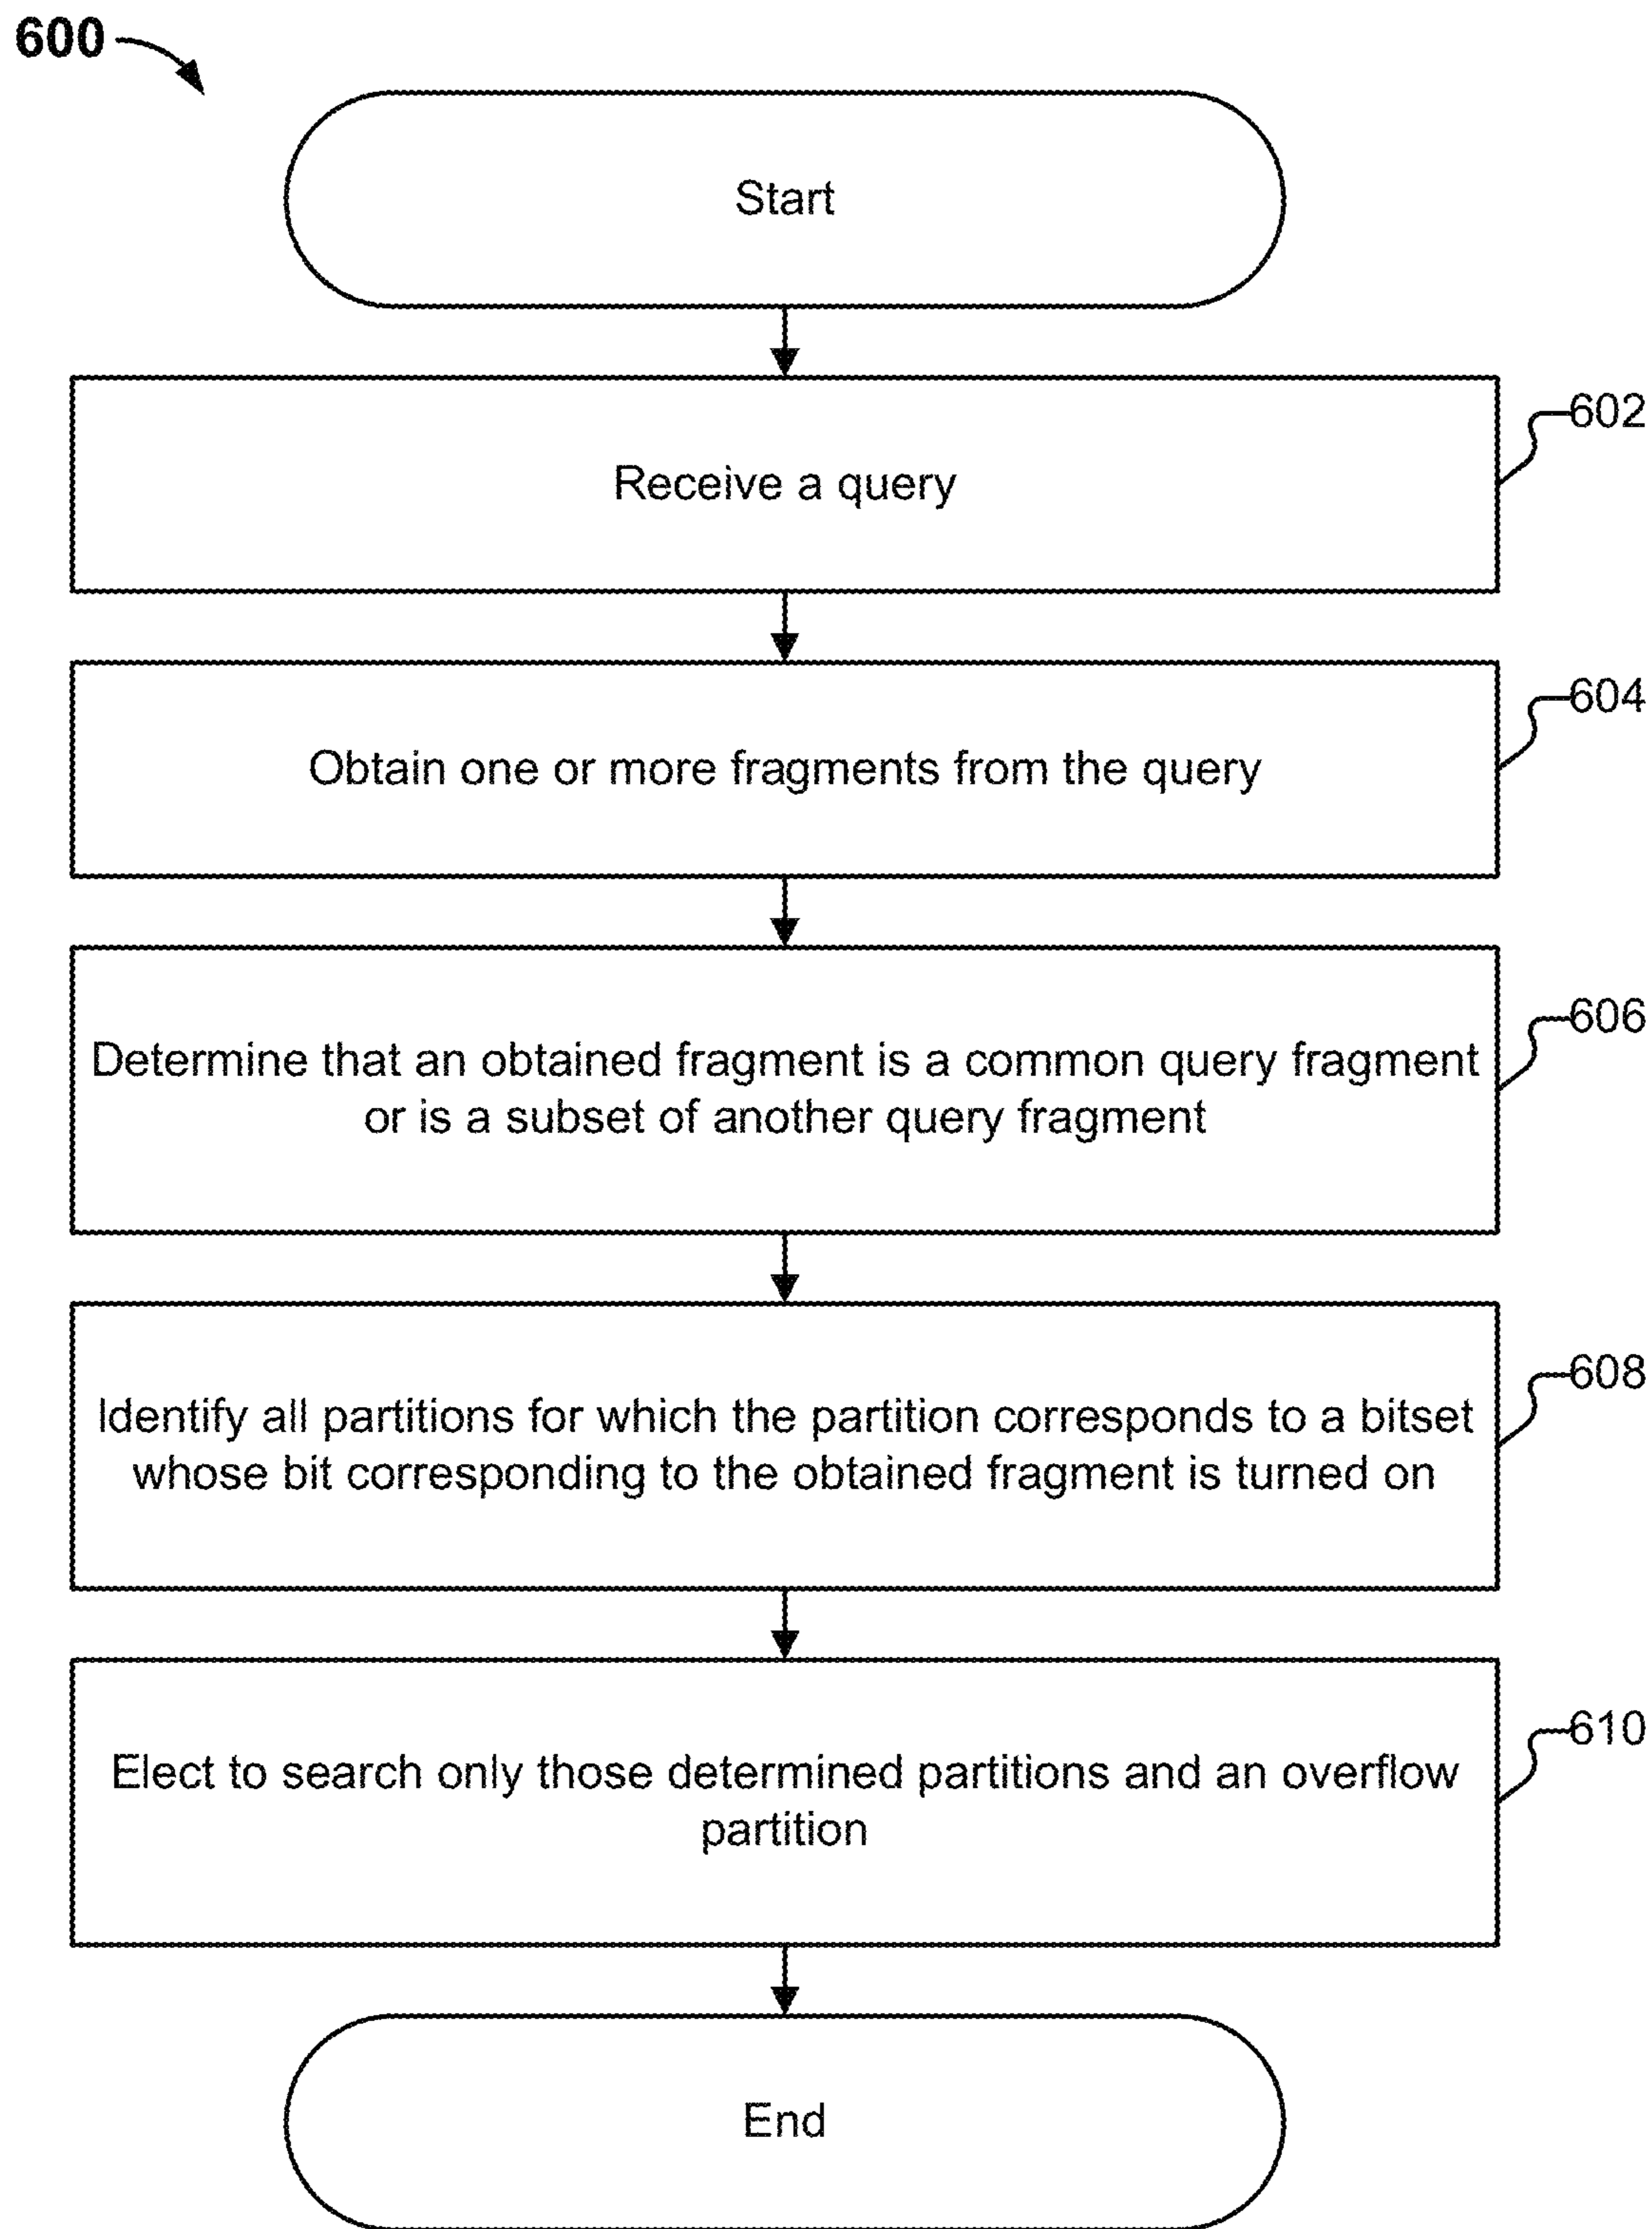 600
Start
602
Receive a query
604
Obtain one or more fragments from the query
606
Determine that an obtained fragment is a common query fragment
or is a subset of another query fragment
608
Identify all partitions for which the partition corresponds to a bitset
whose bit corresponding to the obtained fragment is turned on
610
Elect to search only those determined partitions and an overflow
partition
End